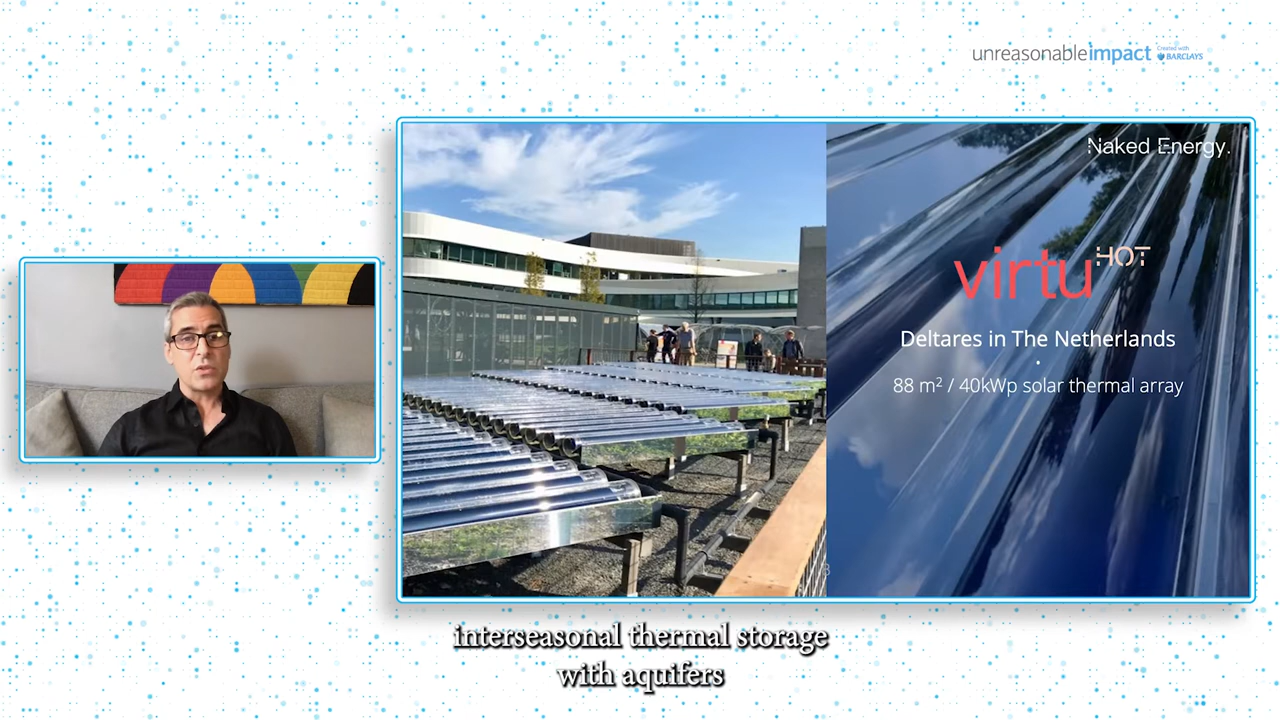 unreasonableimpact Created with BARCLAYS
Naked Energy.
virtu HOT
Deltares in The Netherlands
88 m² / 40kWp solar thermal array
interseasonal thermal storage
with aquifers